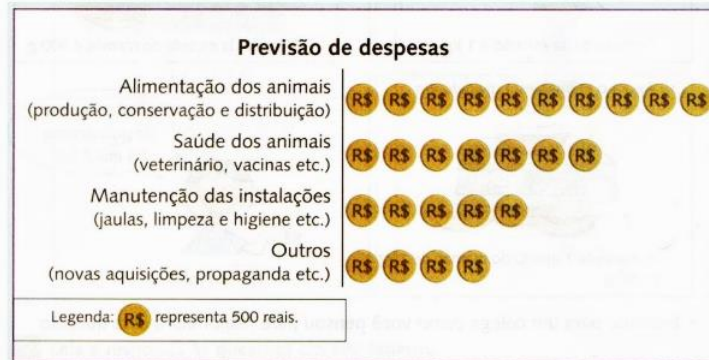 Previsão de despesas
Alimentação dos animais
(produção, conservação e distribuição)
R$ R$ R$ R$ R$ R$ R$ R$ R$ R$
Saúde dos animais
(veterinário, vacinas etc.)
R$ R$ R$ R$ R$ R$ R$
Manutenção das instalações
(jaulas, limpeza e higiene etc.)
R$ R$ R$ R$ R$
Outros
(novas aquisições, propaganda etc.)
R$ R$ R$ R$
Legenda: R$ representa 500 reais.